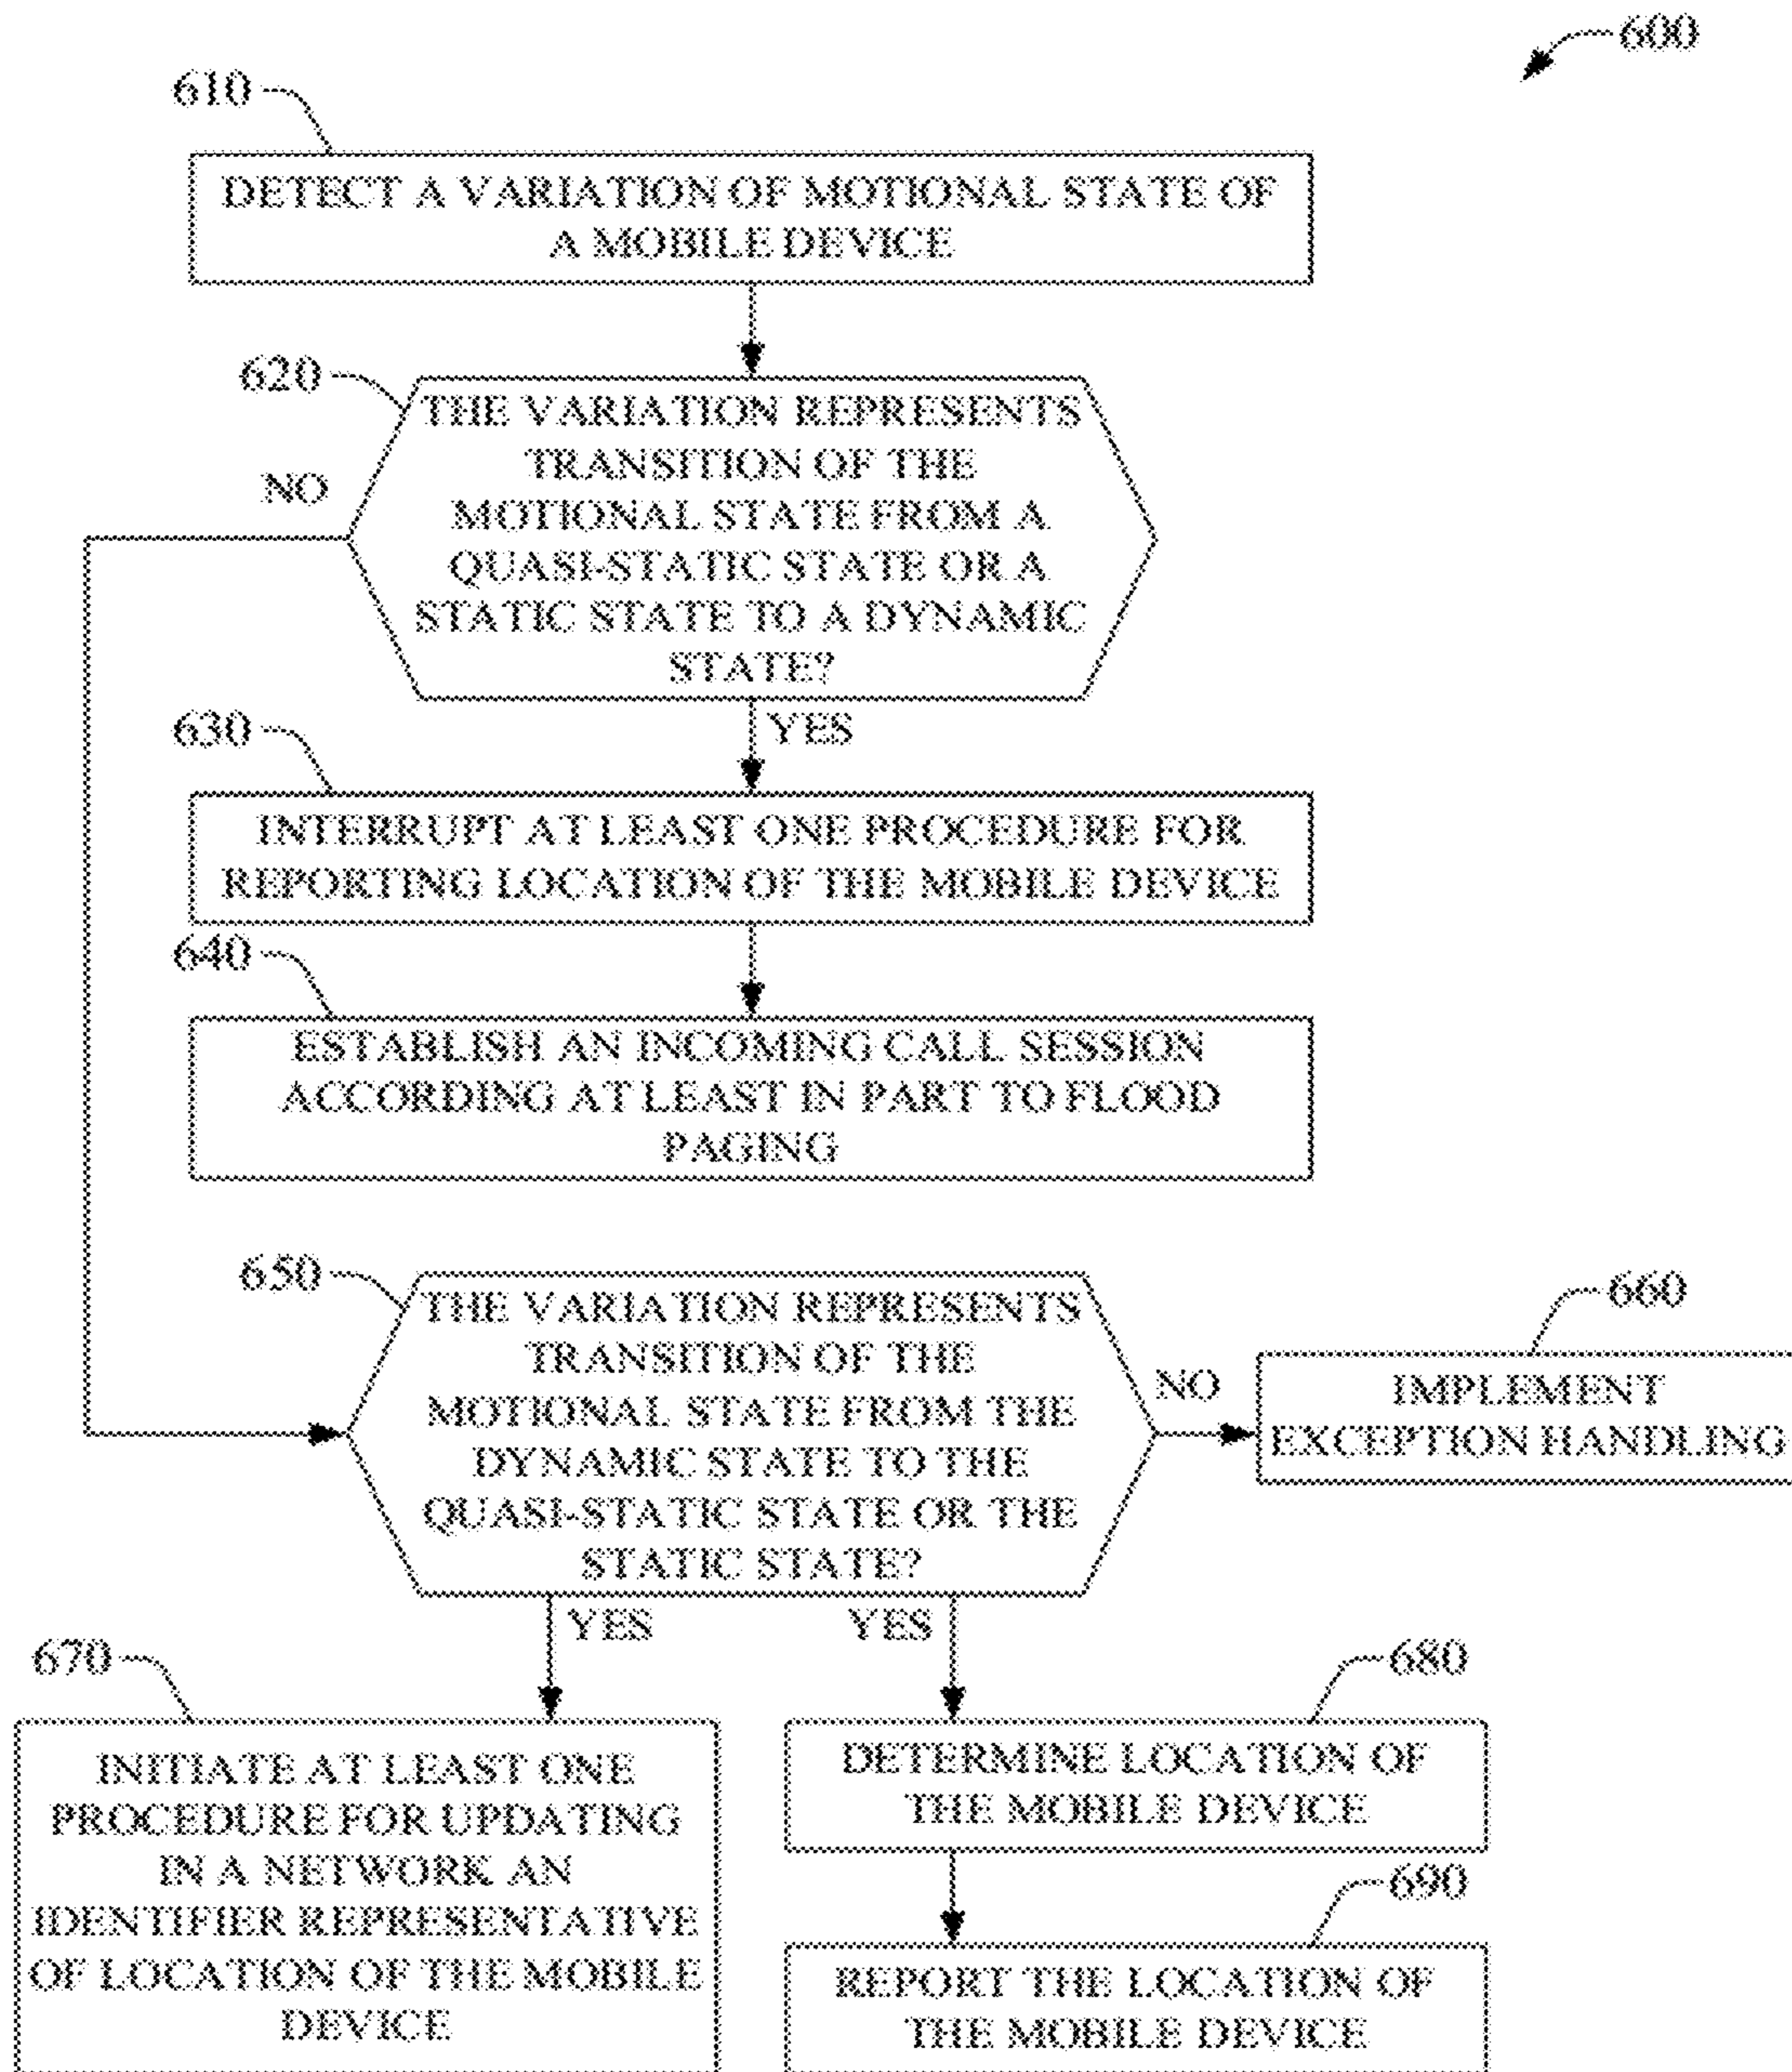 600
610
DETECT A VARIATION OF MOTIONAL STATE OF
A MOBILE DEVICE
620
THE VARIATION REPRESENTS
TRANSITION OF THE
MOTIONAL STATE FROM A
QUASI-STATIC STATE OR A
STATIC STATE TO A DYNAMIC
STATE?
NO
YES
630
INTERRUPT AT LEAST ONE PROCEDURE FOR
REPORTING LOCATION OF THE MOBILE DEVICE
640
ESTABLISH AN INCOMING CALL SESSION
ACCORDING AT LEAST IN PART TO FLOOD
PAGING
650
THE VARIATION REPRESENTS
TRANSITION OF THE
MOTIONAL STATE FROM THE
DYNAMIC STATE TO THE
QUASI-STATIC STATE OR THE
STATIC STATE?
NO
660
IMPLEMENT
EXCEPTION HANDLING
YES
YES
670
INITIATE AT LEAST ONE
PROCEDURE FOR UPDATING
IN A NETWORK AN
IDENTIFIER REPRESENTATIVE
OF LOCATION OF THE MOBILE
DEVICE
680
DETERMINE LOCATION OF
THE MOBILE DEVICE
690
REPORT THE LOCATION OF
THE MOBILE DEVICE